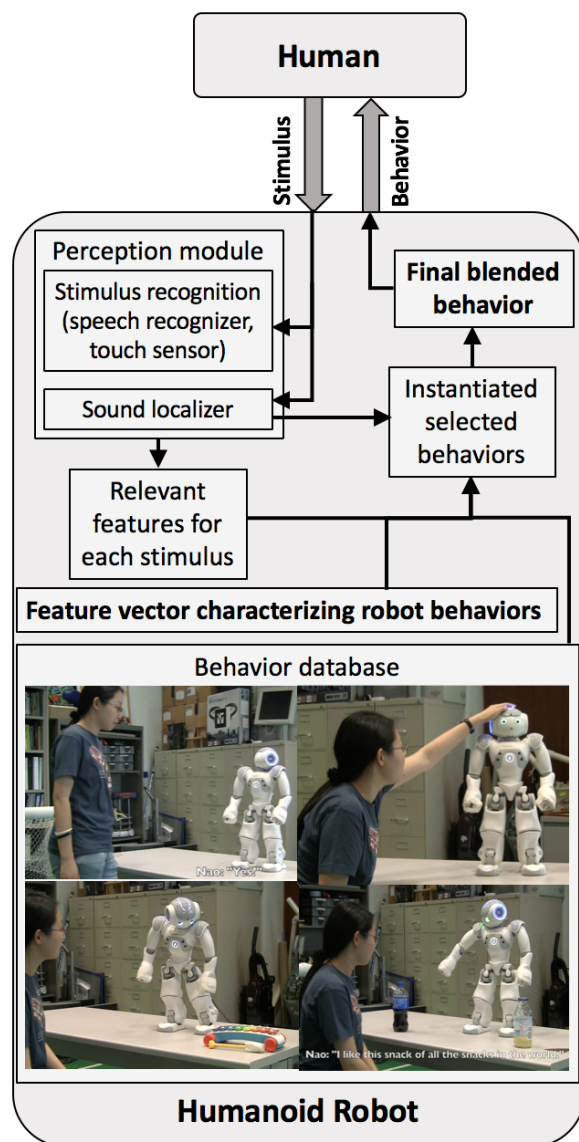 Human
Stimulus
Behavior
Perception module
Stimulus recognition
(speech recognizer,
touch sensor)
Sound localizer
Final blended
behavior
Instantiated
selected
behaviors
Relevant
features for
each stimulus
Feature vector characterizing robot behaviors
Behavior database
Nao: "Yes."
Nao: "I like this snack of all the snacks in the world."
Humanoid Robot